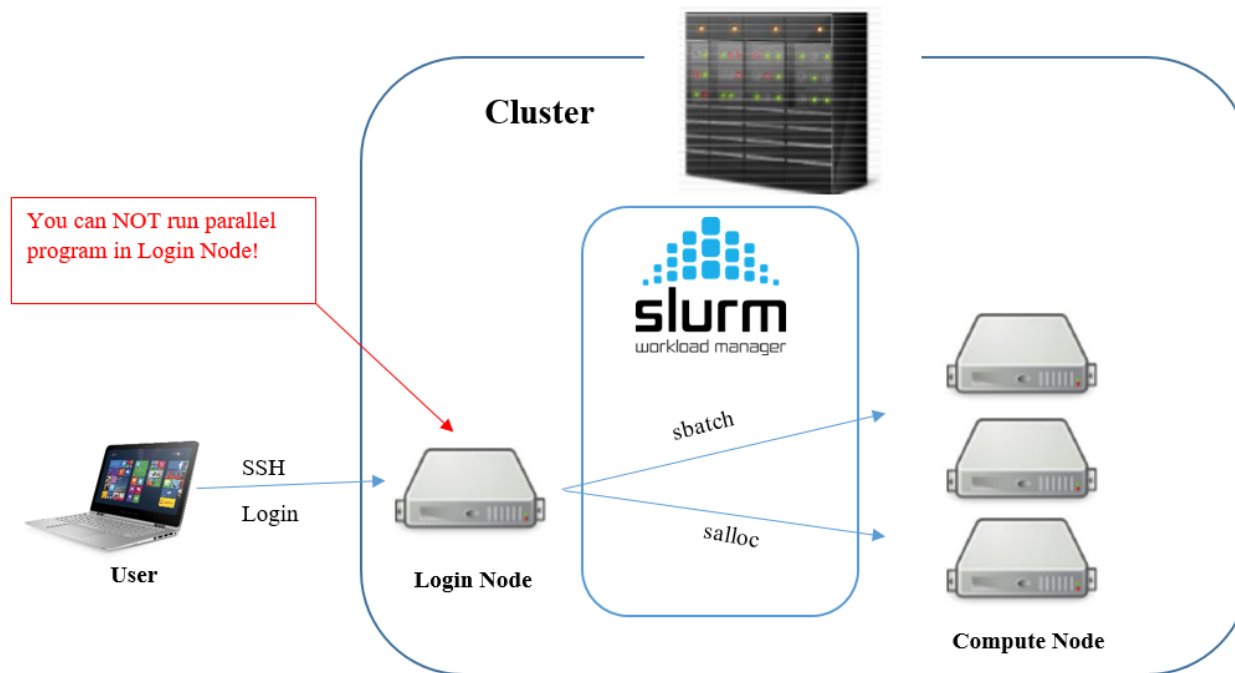 Cluster
You can NOT run parallel
program in Login Node!
slurm
workload manager
sbatch
SSH
Login
salloc
User
Login Node
Compute Node